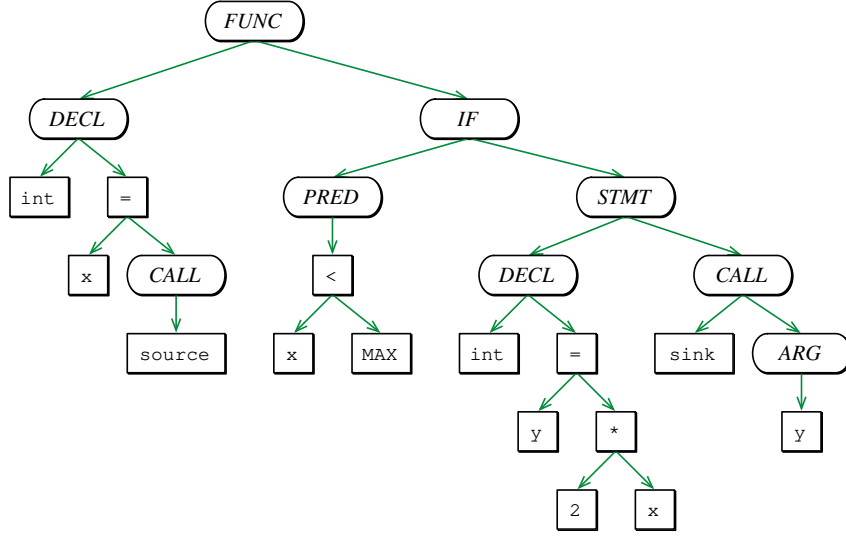 FUNC
DECL IF
int = PRED STMT
x CALL < DECL CALL
source x MAX int = sink ARG
y * y
2 x